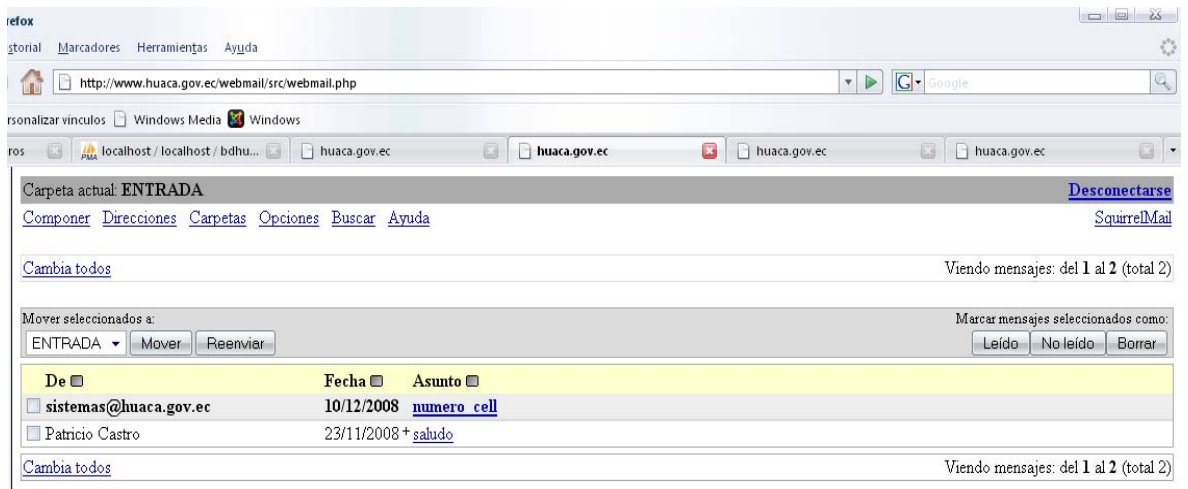 refox
storial Marcadores Herramientas Ayuda
http://www.huaca.gov.ec/webmail/src/webmail.php G Google
rsonalizar vínculos Windows Media Windows
ros PMA localhost / localhost / bdhu... huaca.gov.ec huaca.gov.ec huaca.gov.ec huaca.gov.ec
Carpeta actual: ENTRADA Desconectarse
Componer Direcciones Carpetas Opciones Buscar Ayuda SquirrelMail
Cambia todos Viendo mensajes: del 1 al 2 (total 2)
Mover seleccionados a: Marcar mensajes seleccionados como:
ENTRADA Mover Reenviar Leído No leído Borrar
De Fecha Asunto
sistemas@huaca.gov.ec 10/12/2008 numero cell
Patricio Castro 23/11/2008 + saludo
Cambia todos Viendo mensajes: del 1 al 2 (total 2)